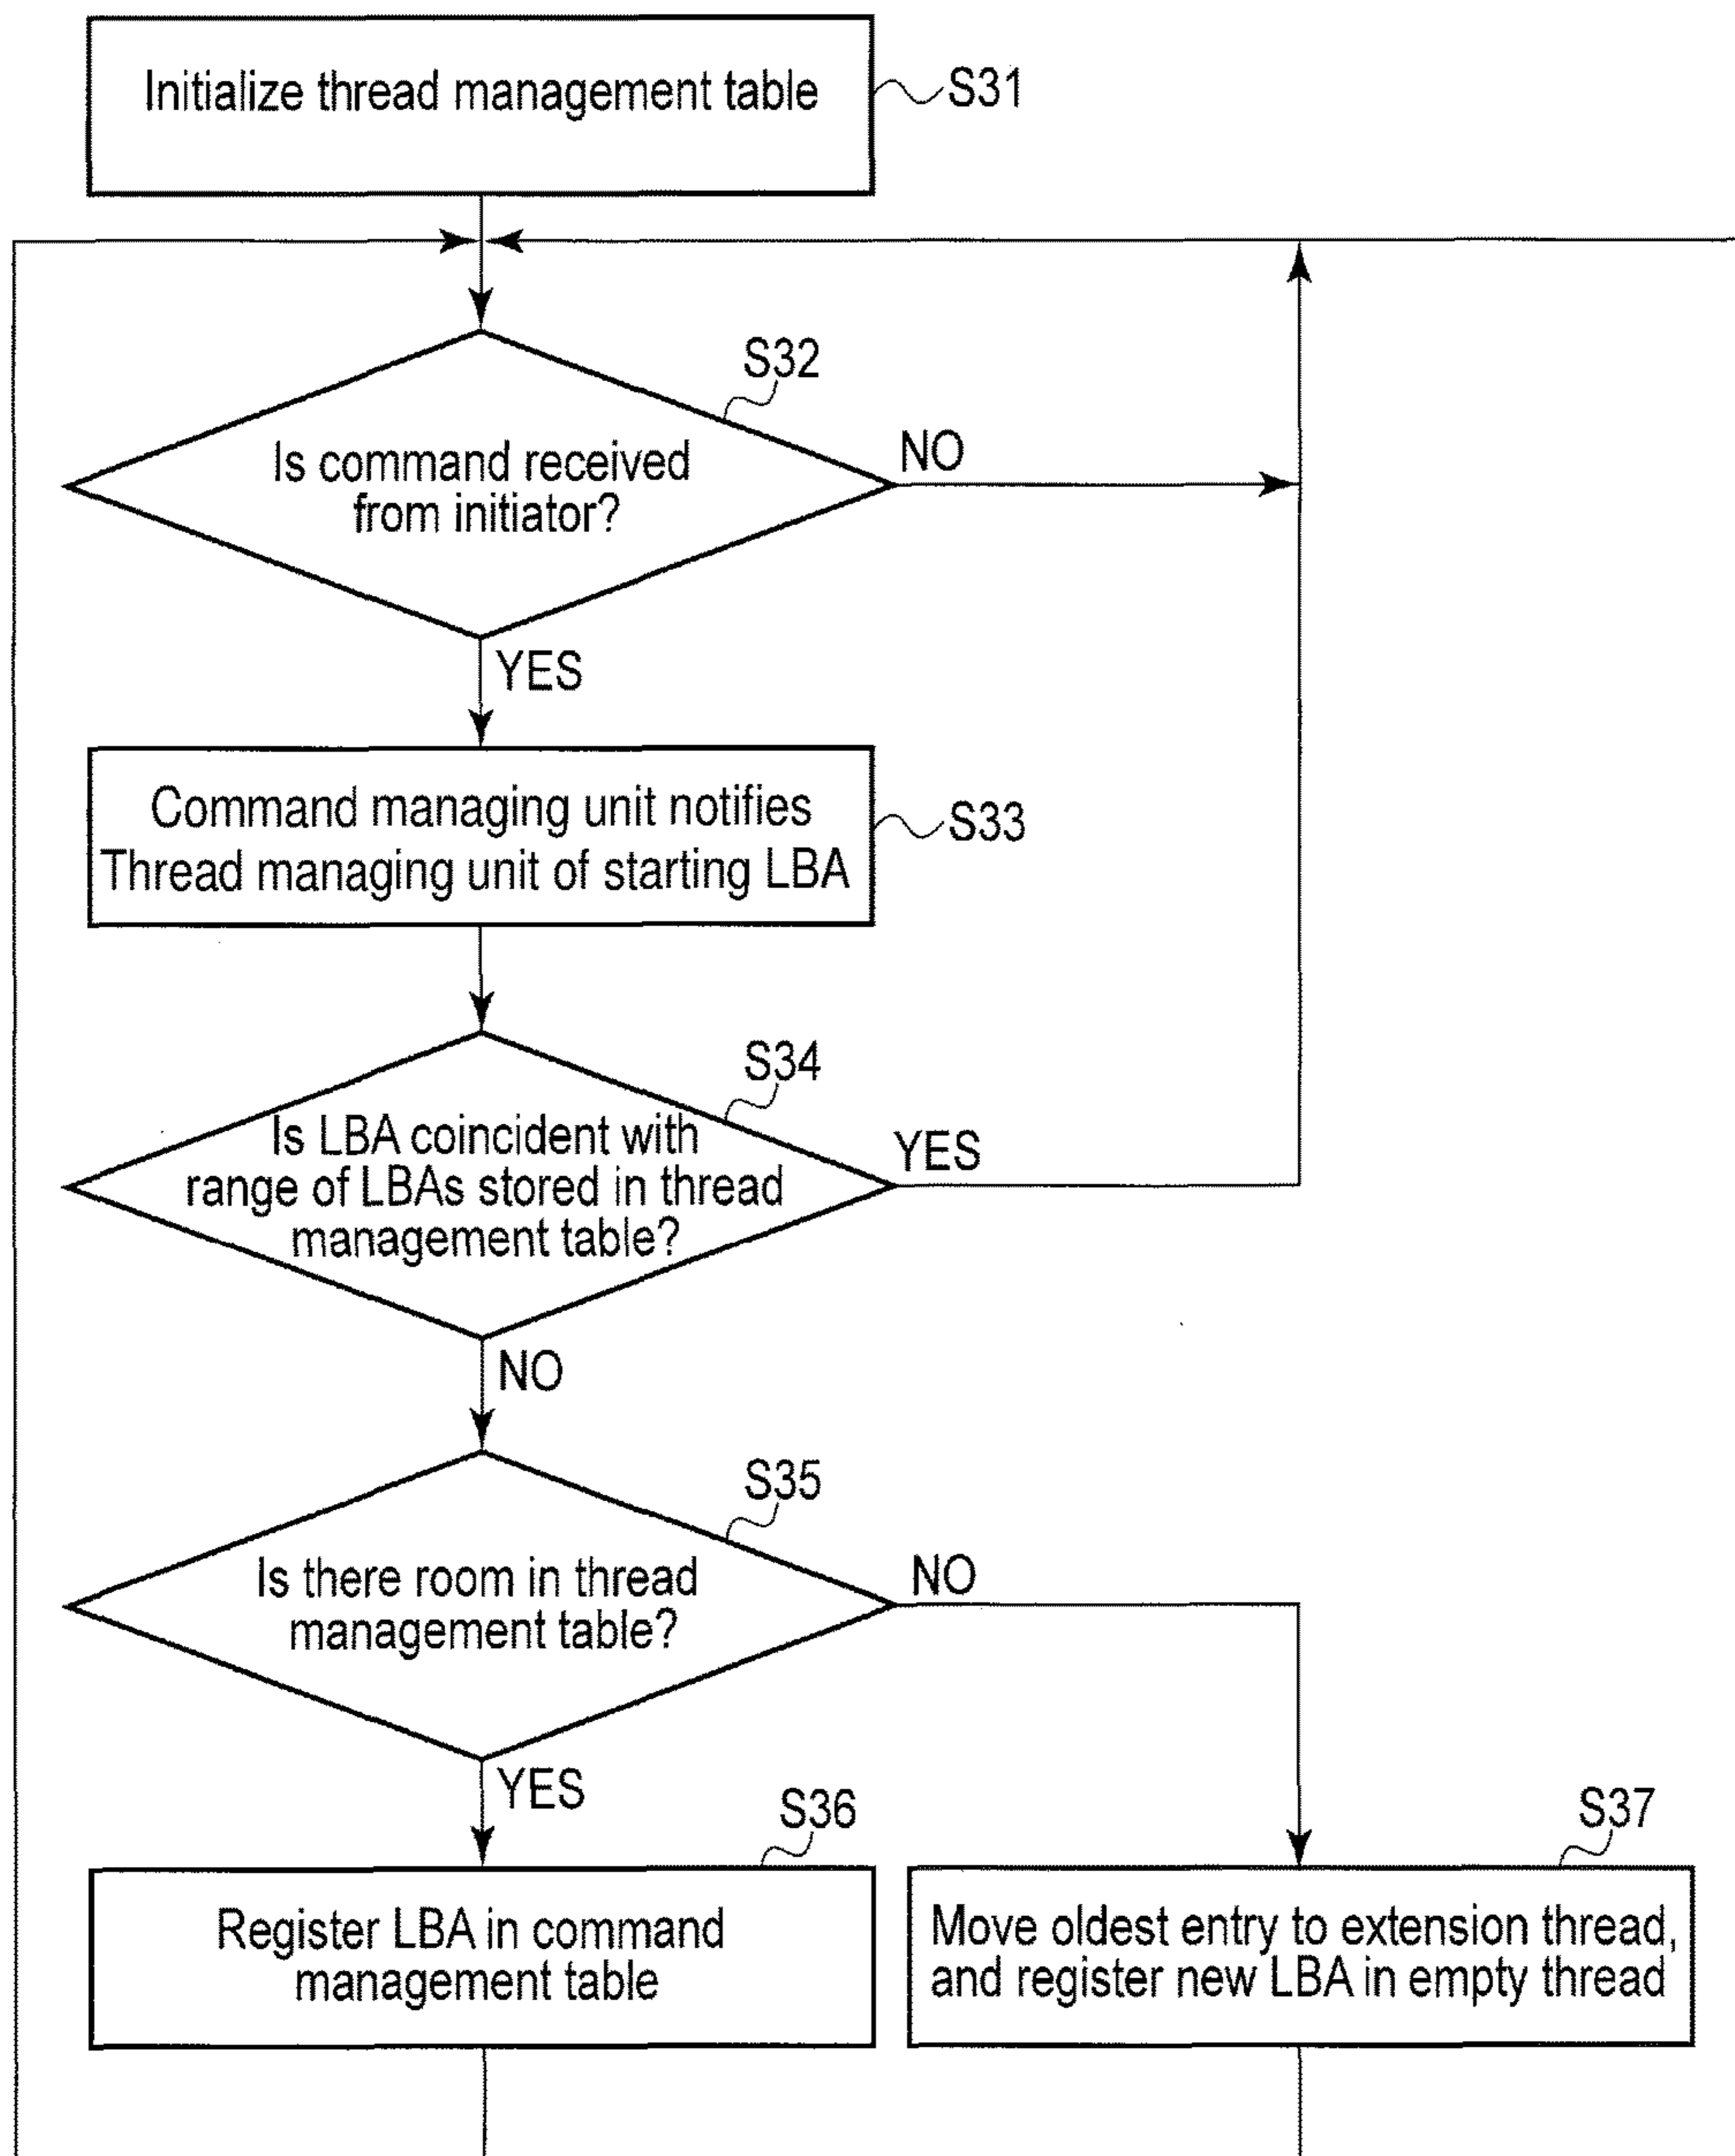 Initialize thread management table
S31
S32
Is command received
from initiator?
NO
YES
Command managing unit notifies
Thread managing unit of starting LBA
S33
S34
Is LBA coincident with
range of LBAs stored in thread
management table?
YES
NO
S35
Is there room in thread
management table?
NO
YES
S36
Register LBA in command
management table
S37
Move oldest entry to extension thread,
and register new LBA in empty thread